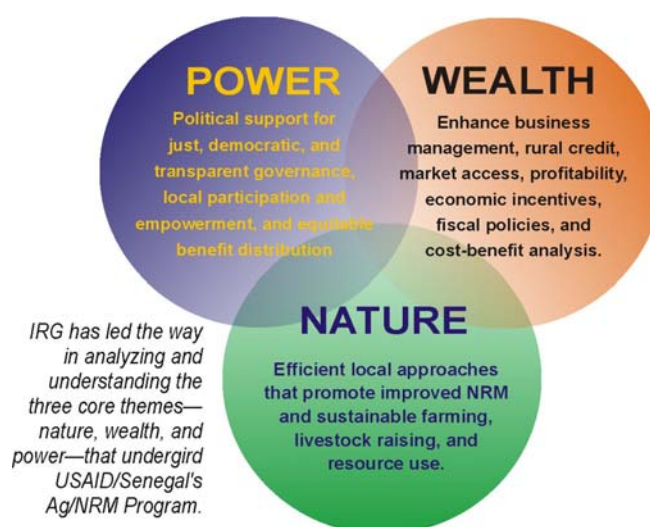 POWER
Political support for
just, democratic, and
transparent governance,
local participation and
empowerment, and equitable
benefit distribution
WEALTH
Enhance business
management, rural credit,
market access, profitability,
economic incentives,
fiscal policies, and
cost-benefit analysis.
NATURE
Efficient local approaches
that promote improved NRM
and sustainable farming,
livestock raising, and
resource use.
IRG has led the way
in analyzing and
understanding the
three core themes—
nature, wealth, and
power—that undergird
USAID/Senegal's
Ag/NRM Program.